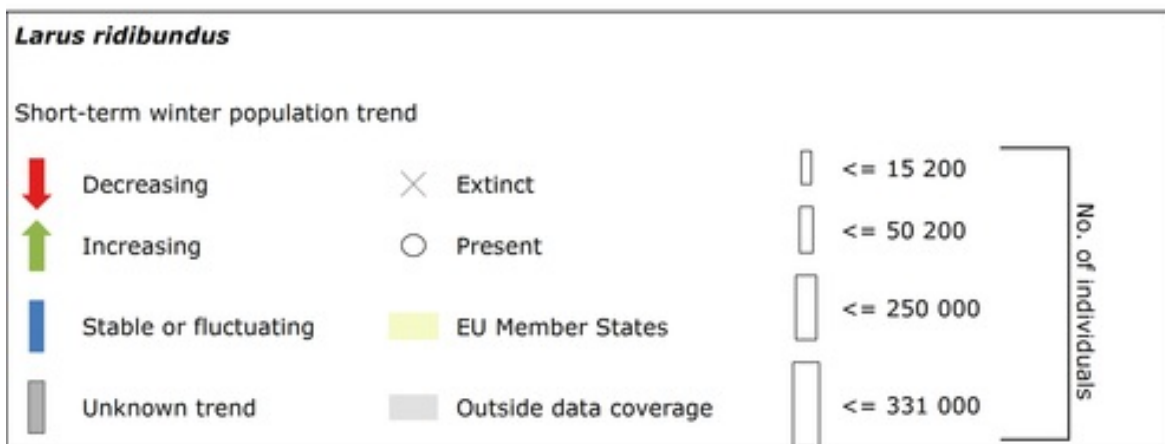 Larus ridibundus
Short-term winter population trend
Decreasing
Increasing
Stable or fluctuating
Unknown trend
Extinct
Present
EU Member States
Outside data coverage
<= 15 200
<= 50 200
<= 250 000
<= 331 000
No. of individuals